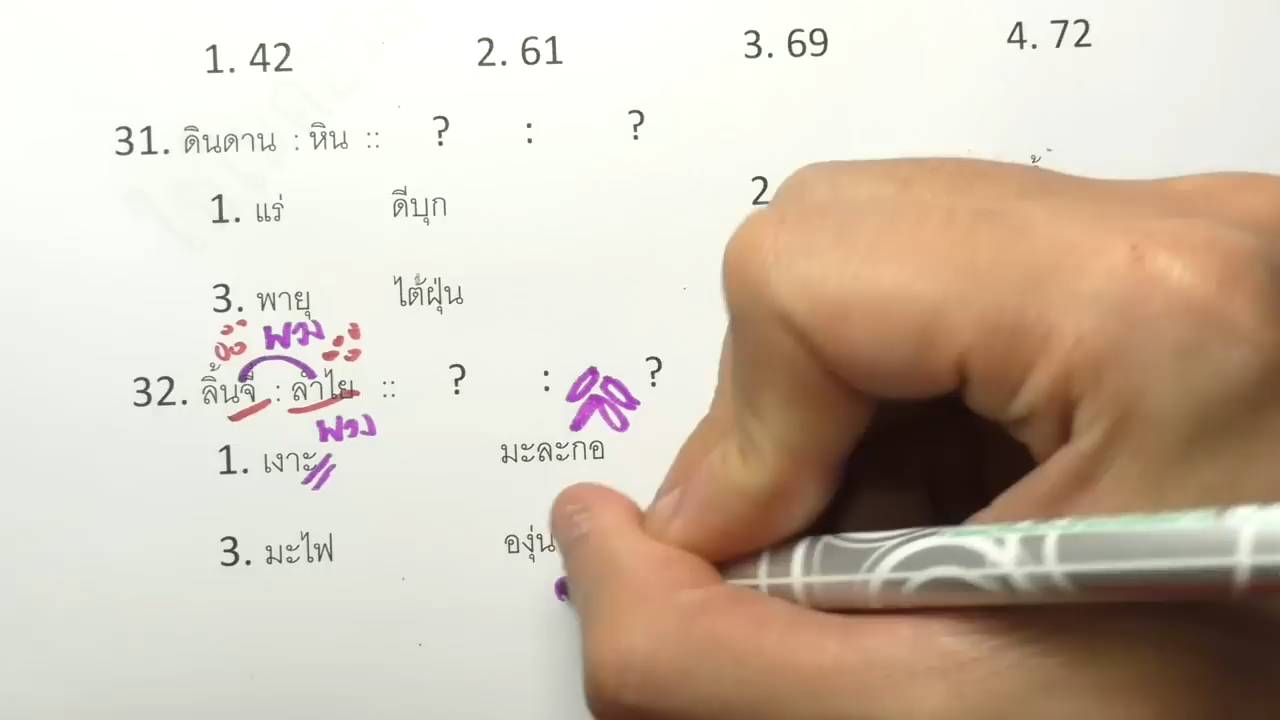 1. 42 2. 61 3. 69 4. 72
31. ดินดาน : หิน :: ? : ?
1. แร่ ดีบุก 2
3. พายุ ไต้ฝุ่น
พวง
32. ลิ้นจี่ : ลำไย :: ? : ?
พวง
1. เงาะ มะละกอ
3. มะไฟ องุ่น